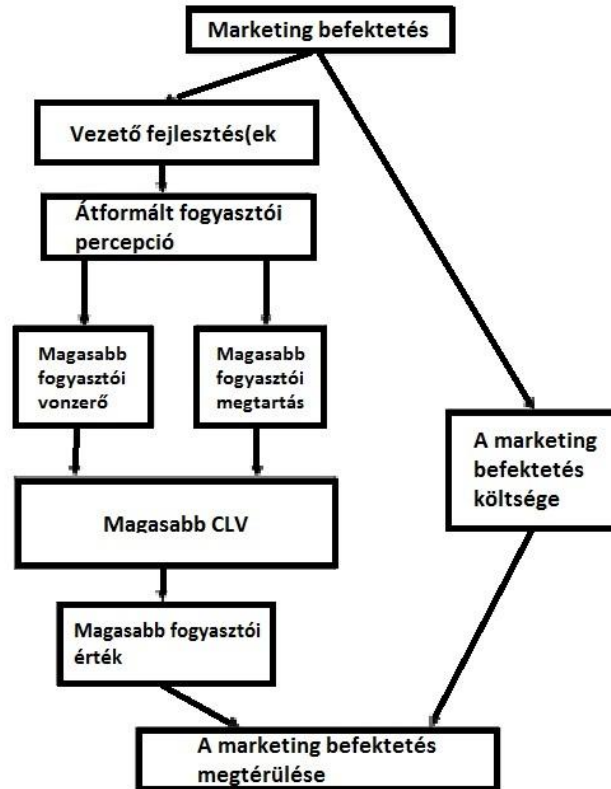 Marketing befektetés
Vezető fejlesztés(ek
Átformált fogyasztói
percepció
Magasabb
fogyasztói
vonzerő
Magasabb
fogyasztói
megtartás
A marketing
befektetés
költsége
Magasabb CLV
Magasabb fogyasztói
érték
A marketing befektetés
megtérülése